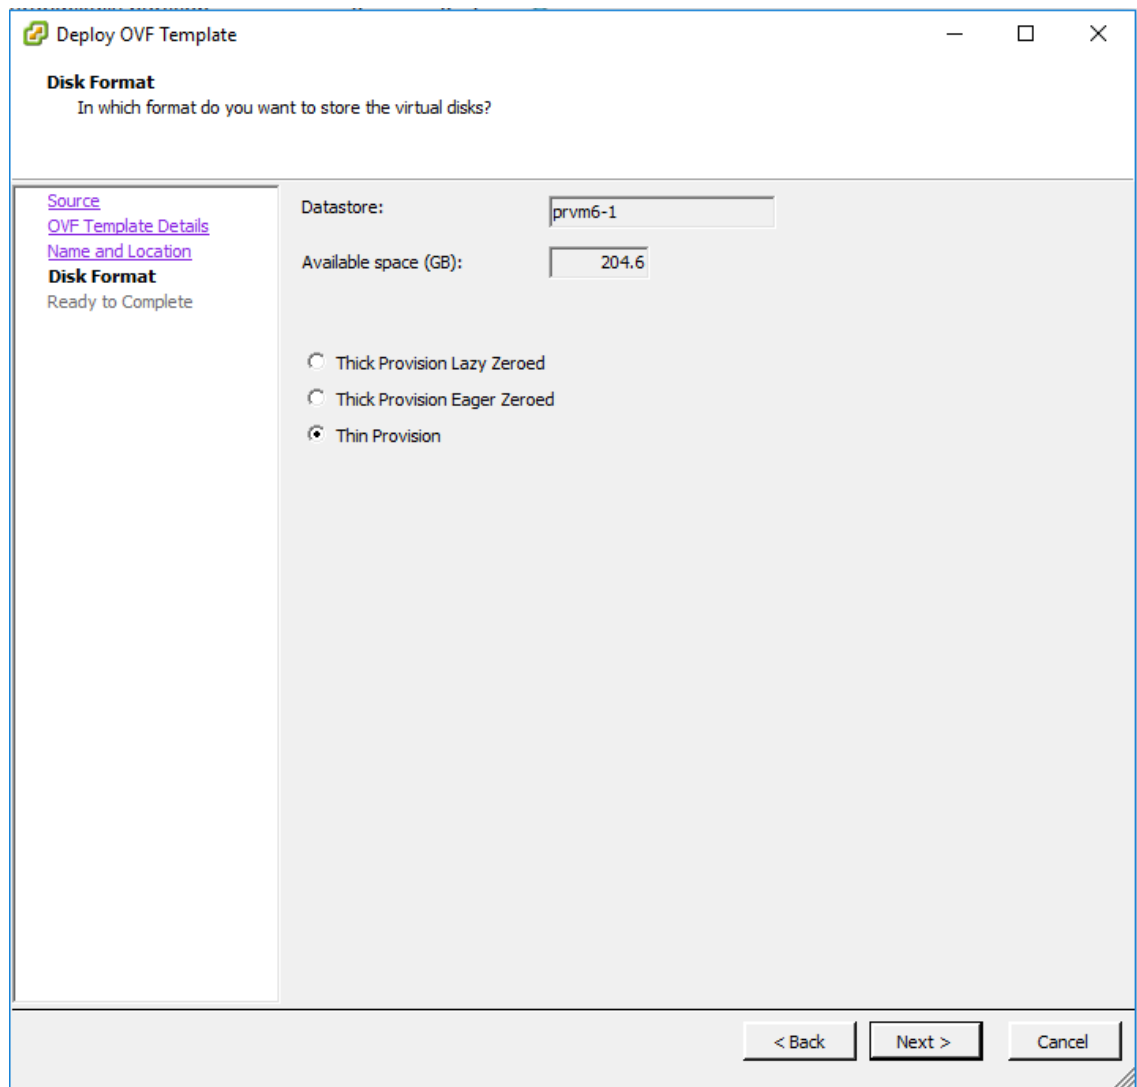 Deploy OVF Template
Disk Format
In which format do you want to store the virtual disks?
Source
OVF Template Details
Name and Location
Disk Format
Ready to Complete
Datastore: prvm6-1
Available space (GB): 204.6
Thick Provision Lazy Zeroed
Thick Provision Eager Zeroed
Thin Provision
< Back Next > Cancel